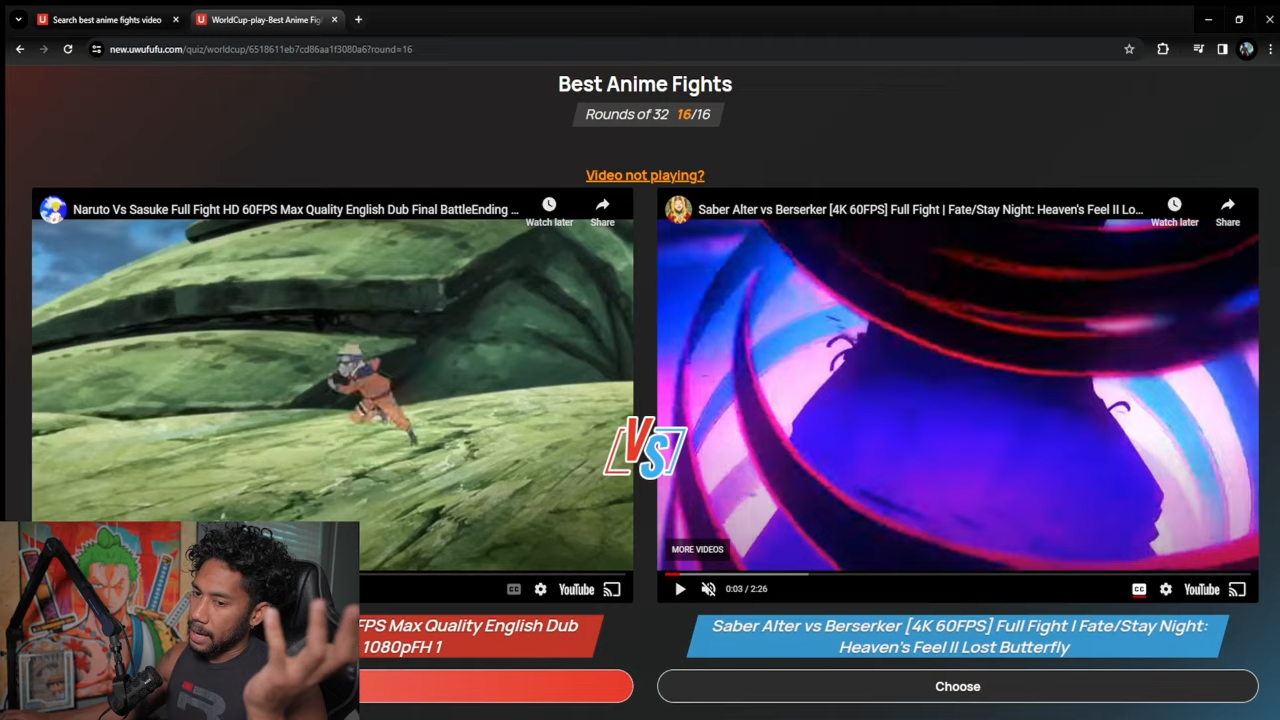 Search best anime fights video
WorldCup-play-Best Anime Fig
new.uwufufu.com/quiz/worldcup/6518611eb7cd86aa1f3080a6?round=16
Best Anime Fights
Rounds of 32 16/16
Video not playing?
Naruto Vs Sasuke Full Fight HD 60FPS Max Quality English Dub Final BattleEnding ...
Watch later
Share
Saber Alter vs Berserker [4K 60FPS] Full Fight | Fate/Stay Night: Heaven's Feel II Lo...
Watch later
Share
VS
MORE VIDEOS
CC
YouTube
0:03 / 2:26
CC
YouTube
FPS Max Quality English Dub
1080pFH 1
Saber Alter vs Berserker [4K 60FPS] Full Fight | Fate/Stay Night:
Heaven's Feel II Lost Butterfly
Choose